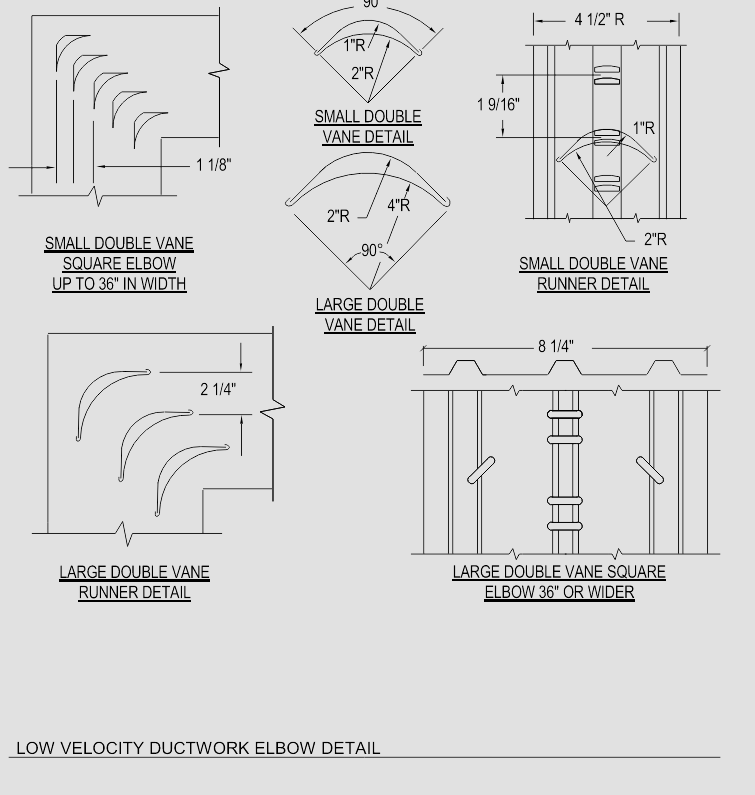 90
1"R
2"R
SMALL DOUBLE
VANE DETAIL
4 1/2" R
1 9/16"
1"R
2"R
SMALL DOUBLE VANE
RUNNER DETAIL
1 1/8"
SMALL DOUBLE VANE
SQUARE ELBOW
UP TO 36" IN WIDTH
2"R
4"R
90°
LARGE DOUBLE
VANE DETAIL
2 1/4"
LARGE DOUBLE VANE
RUNNER DETAIL
8 1/4"
LARGE DOUBLE VANE SQUARE
ELBOW 36" OR WIDER
LOW VELOCITY DUCTWORK ELBOW DETAIL